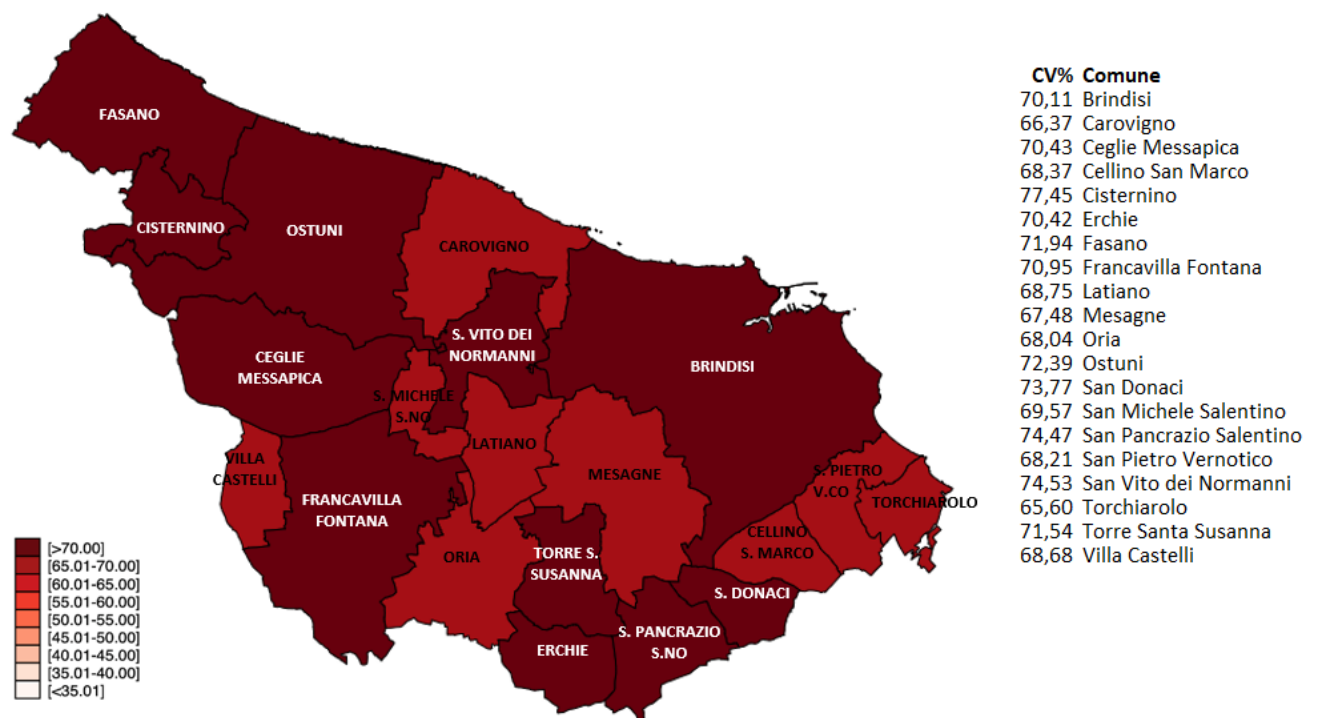 FASANO
CISTERNINO
OSTUNI
CAROVIGNO
S. VITO DEI
NORMANNI
CEGLIE
MESSAPICA
BRINDISI
S. MICHELE
S.NO
LATIANO
VILLA
CASTELLI
MESAGNE
S. PIETRO
V.CO
TORCHIAROLO
FRANCAVILLA
FONTANA
CELLINO
S. MARCO
ORIA
TORRE S.
SUSANNA
S. DONACI
S. PANCRAZIO
S.NO
ERCHIE
[>70.00]
[65.01-70.00]
[60.01-65.00]
[55.01-60.00]
[50.01-55.00]
[45.01-50.00]
[40.01-45.00]
[35.01-40.00]
[<35.01]
CV% Comune
70,11 Brindisi
66,37 Carovigno
70,43 Ceglie Messapica
68,37 Cellino San Marco
77,45 Cisternino
70,42 Erchie
71,94 Fasano
70,95 Francavilla Fontana
68,75 Latiano
67,48 Mesagne
68,04 Oria
72,39 Ostuni
73,77 San Donaci
69,57 San Michele Salentino
74,47 San Pancrazio Salentino
68,21 San Pietro Vernotico
74,53 San Vito dei Normanni
65,60 Torchiarolo
71,54 Torre Santa Susanna
68,68 Villa Castelli